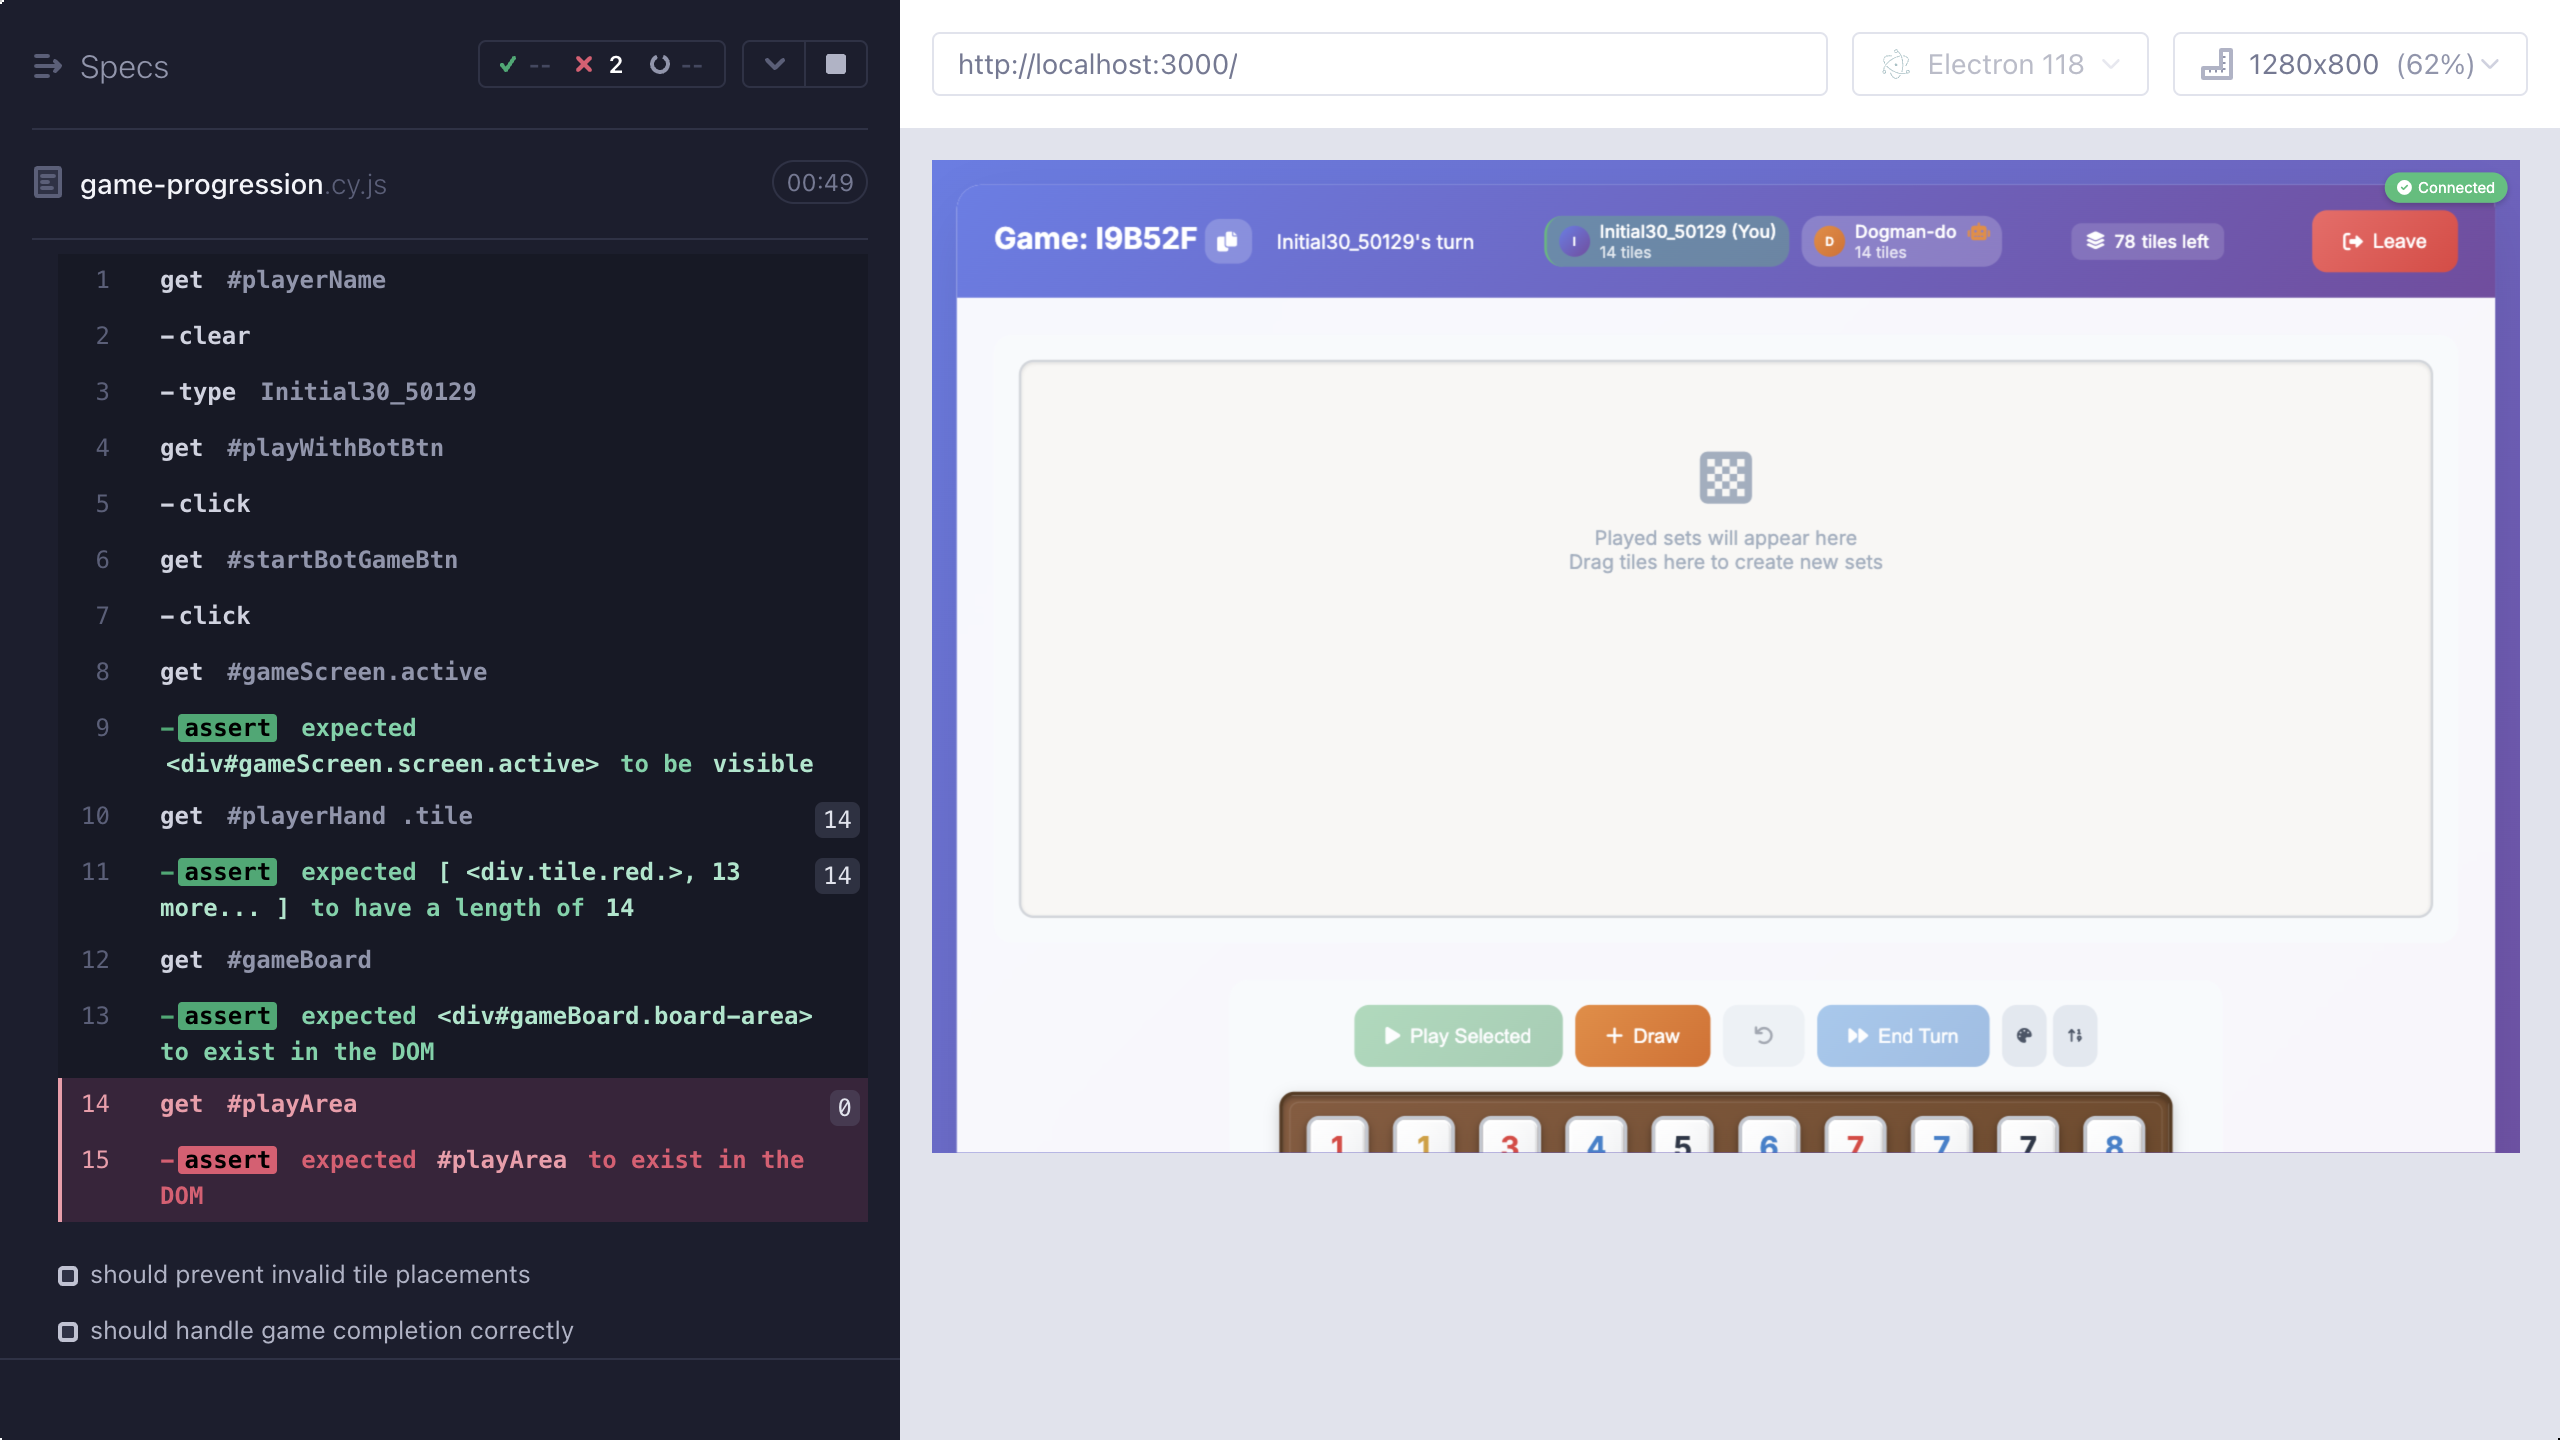 Specs
-- 2 --
game-progression.cy.js
00:49
1 get #playerName
2 -clear
3 -type Initial30_50129
4 get #playWithBotBtn
5 -click
6 get #startBotGameBtn
7 -click
8 get #gameScreen.active
9 -assert expected
<div#gameScreen.screen.active> to be visible
10 get #playerHand .tile 14
11 -assert expected [ <div.tile.red.>, 13 14
more... ] to have a length of 14
12 get #gameBoard
13 -assert expected <div#gameBoard.board-area>
to exist in the DOM
14 get #playArea 0
15 -assert expected #playArea to exist in the
DOM
should prevent invalid tile placements
should handle game completion correctly
http://localhost:3000/
Electron 118
1280x800 (62%)
Connected
Game: I9B52F
Initial30_50129's turn
I
Initial30_50129 (You)
14 tiles
D
Dogman-do
14 tiles
78 tiles left
Leave
Played sets will appear here
Drag tiles here to create new sets
Play Selected
Draw
End Turn
1 1 3 4 5 6 7 7 7 8